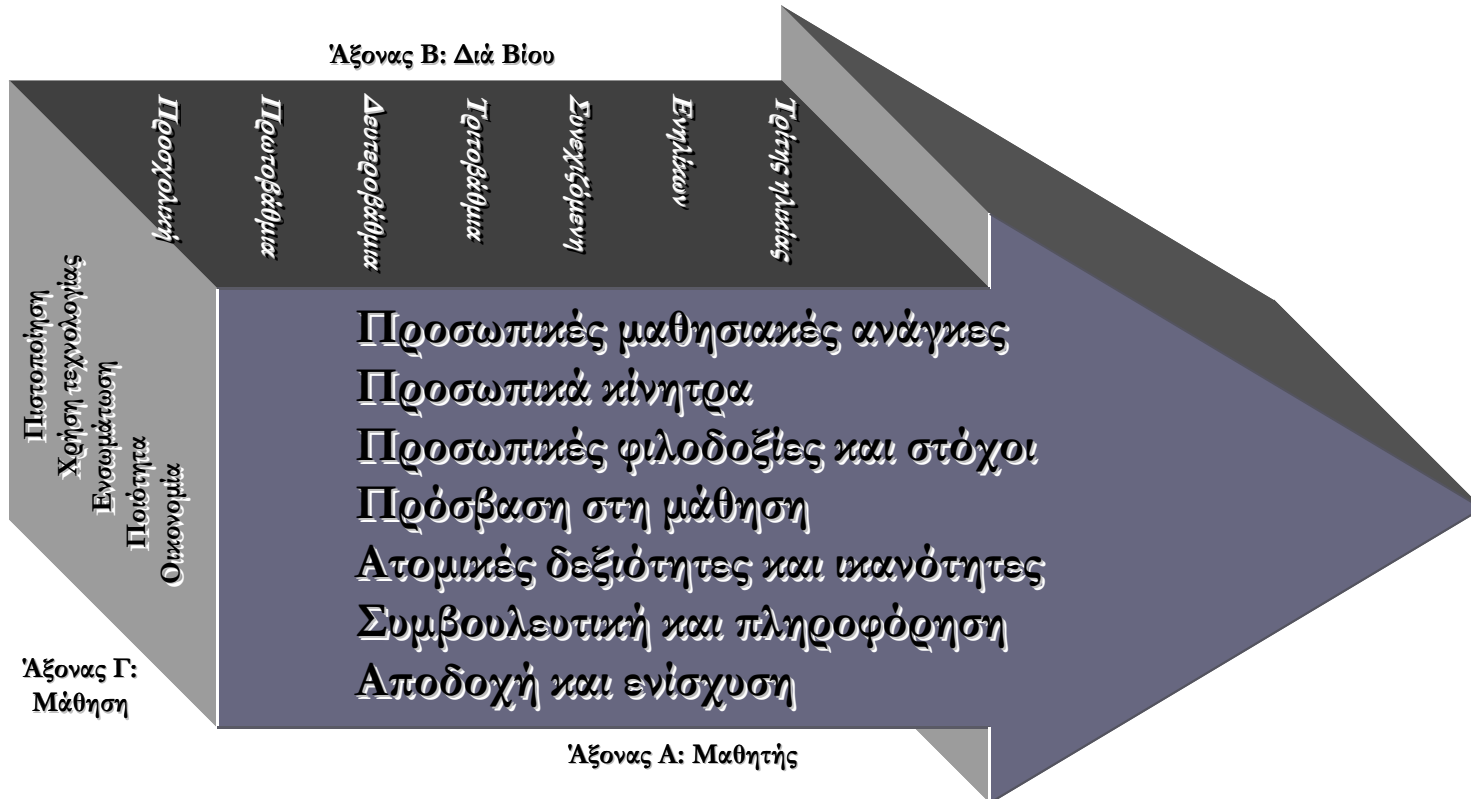 Άξονας Β: Διά Βίου
Προσχολική
Πρωτοβάθμια
Δευτεροβάθμια
Τριτοβάθμια
Συνεχιζόμενη
Ενηλίκων
Τρίτης ηλικίας
Πιστοποίηση
Χρήση τεχνολογίας
Ενσωμάτωση
Ποιότητα
Οικονομία
Προσωπικές μαθησιακές ανάγκες
Προσωπικά κίνητρα
Προσωπικές φιλοδοξίες και στόχοι
Πρόσβαση στη μάθηση
Ατομικές δεξιότητες και ικανότητες
Συμβουλευτική και πληροφόρηση
Αποδοχή και ενίσχυση
Άξονας Γ:
Μάθηση
Άξονας Α: Μαθητής